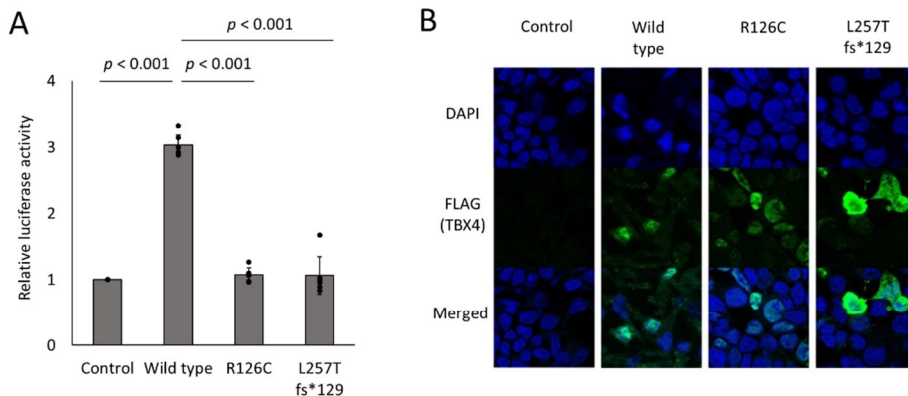 A
p < 0.001
p < 0.001
p < 0.001
Relative luciferase activity
4
3
2
1
0
Control
Wild type
R126C
L257T
fs*129
B
Control
Wild
type
R126C
L257T
fs*129
DAPI
FLAG
(TBX4)
Merged